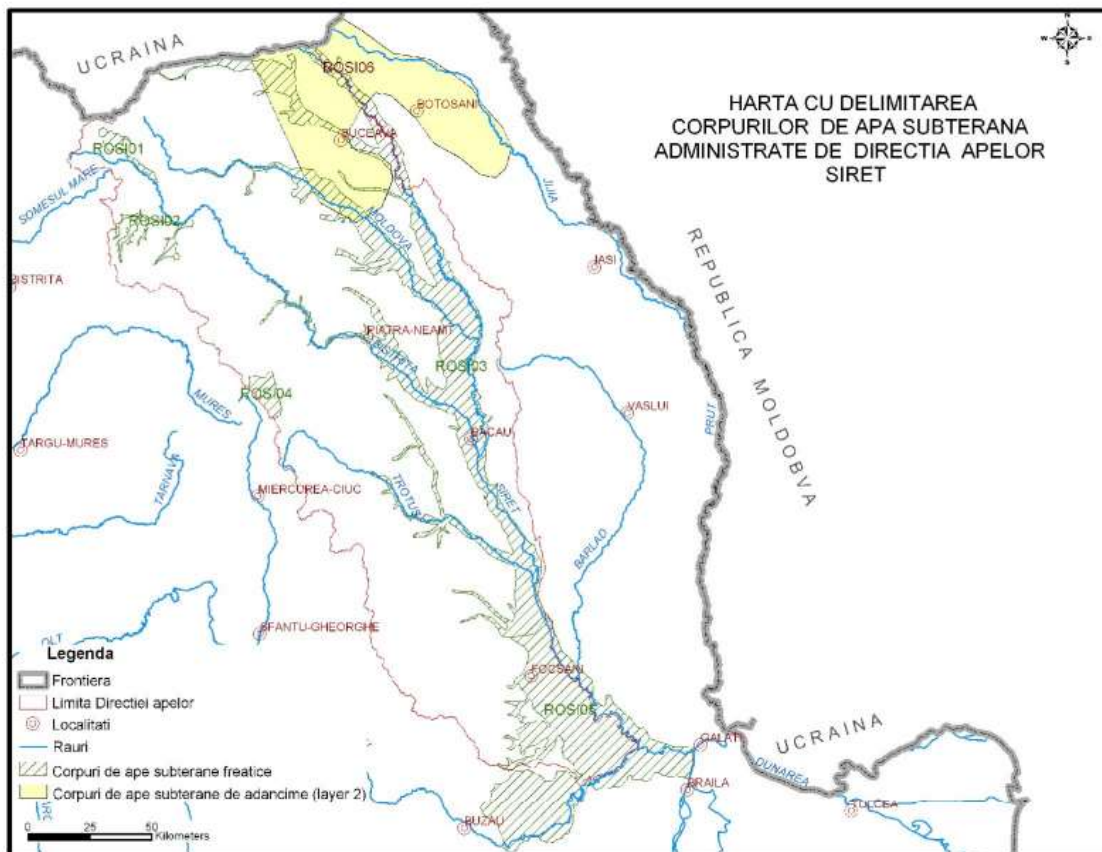 UCRAINA
N
W
E
S
HARTA CU DELIMITAREA
CORPURILOR DE APA SUBTERANA
ADMINISTRATE DE DIRECTIA APELOR
SIRET
ROSI06
BOTOSANI
SUCEAVA
ROSI01
JIJIA
SOMESUL MARE
ROSI02
MOLDOVA
REPUBLICA MOLDOBVA
IASI
BISTRITA
PIATRA-NEAMT
BISTRITA
ROSI03
ROSI04
MURES
VASLUI
PRUT
TARGU-MURES
BACAU
TARNAVA
TROTUS
SIRET
MIERCUREA-CIUC
BARLAD
SFANTU-GHEORGHE
OLT
FOCSANI
ROSI05
GALATI
UCRAINA
DUNAREA
BRAILA
TULCEA
BUZAU
Legenda
Frontiera
Limita Directiei apelor
Localitati
Rauri
Corpuri de ape subterane freatice
Corpuri de ape subterane de adancime (layer 2)
0 25 50
Kilometers